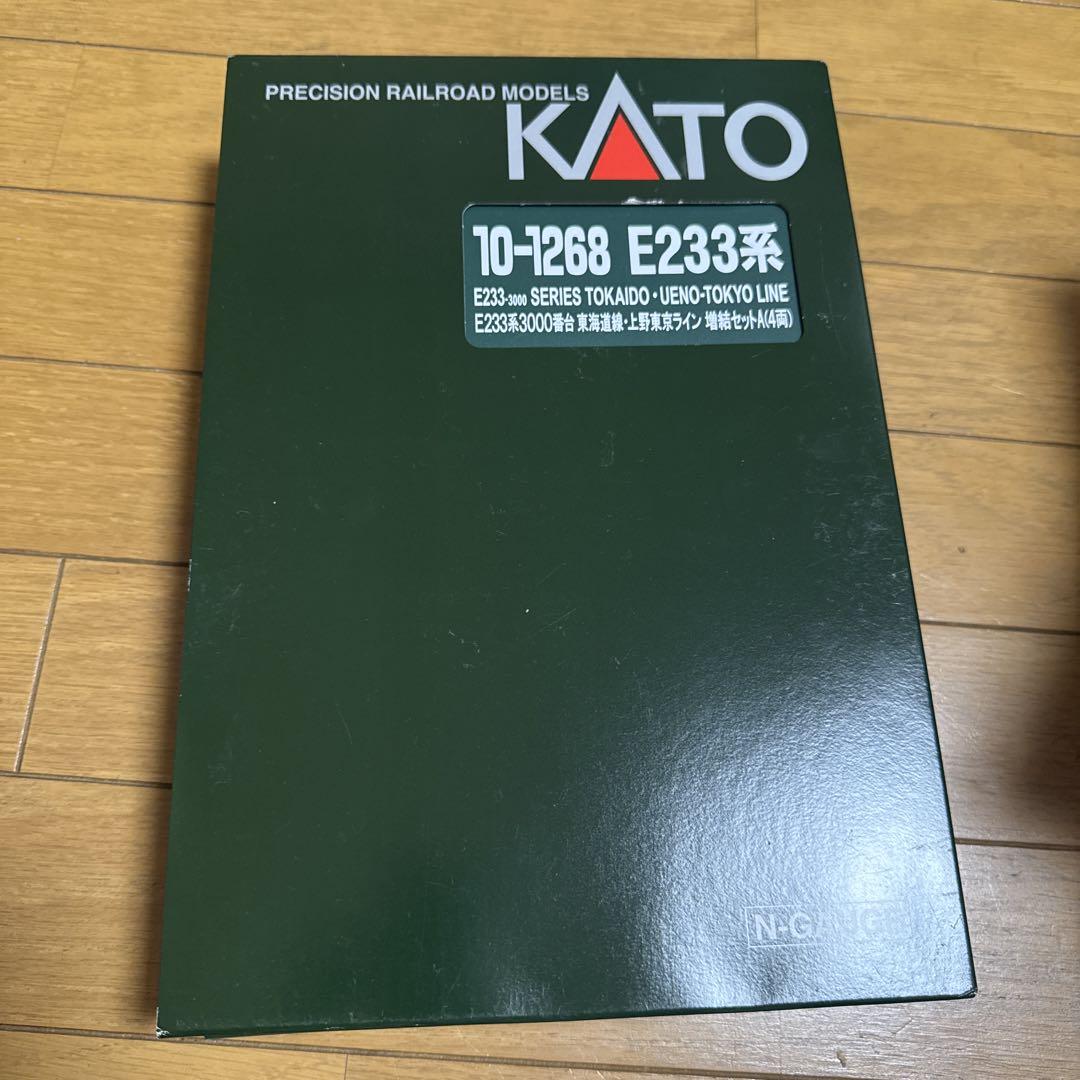 PRECISION RAILROAD MODELS
KATO
10-1268 E233系
E233-3000 SERIES TOKAIDO・UENO-TOKYO LINE
E233系3000番台 東海道線・上野東京ライン 増結セットA(4両)
N-GAUGE